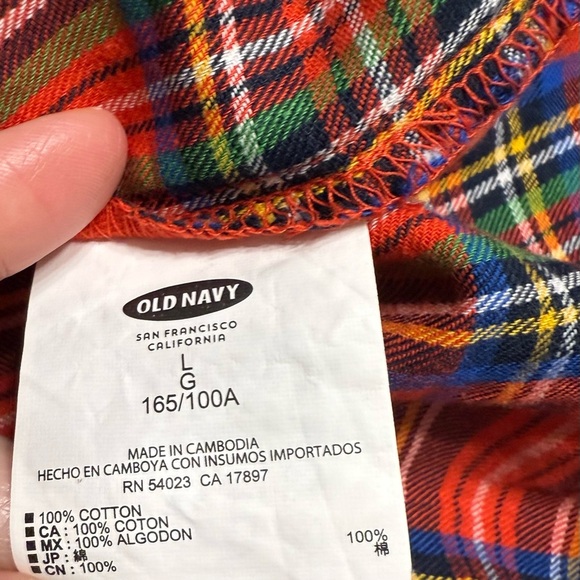 OLD NAVY
SAN FRANCISCO
CALIFORNIA
L
G
165/100A
MADE IN CAMBODIA
HECHO EN CAMBOYA CON INSUMOS IMPORTADOS
RN 54023 CA 17897
100% COTTON
CA : 100% COTON
MX : 100% ALGODON
JP : 綿 100%
CN : 100% 棉